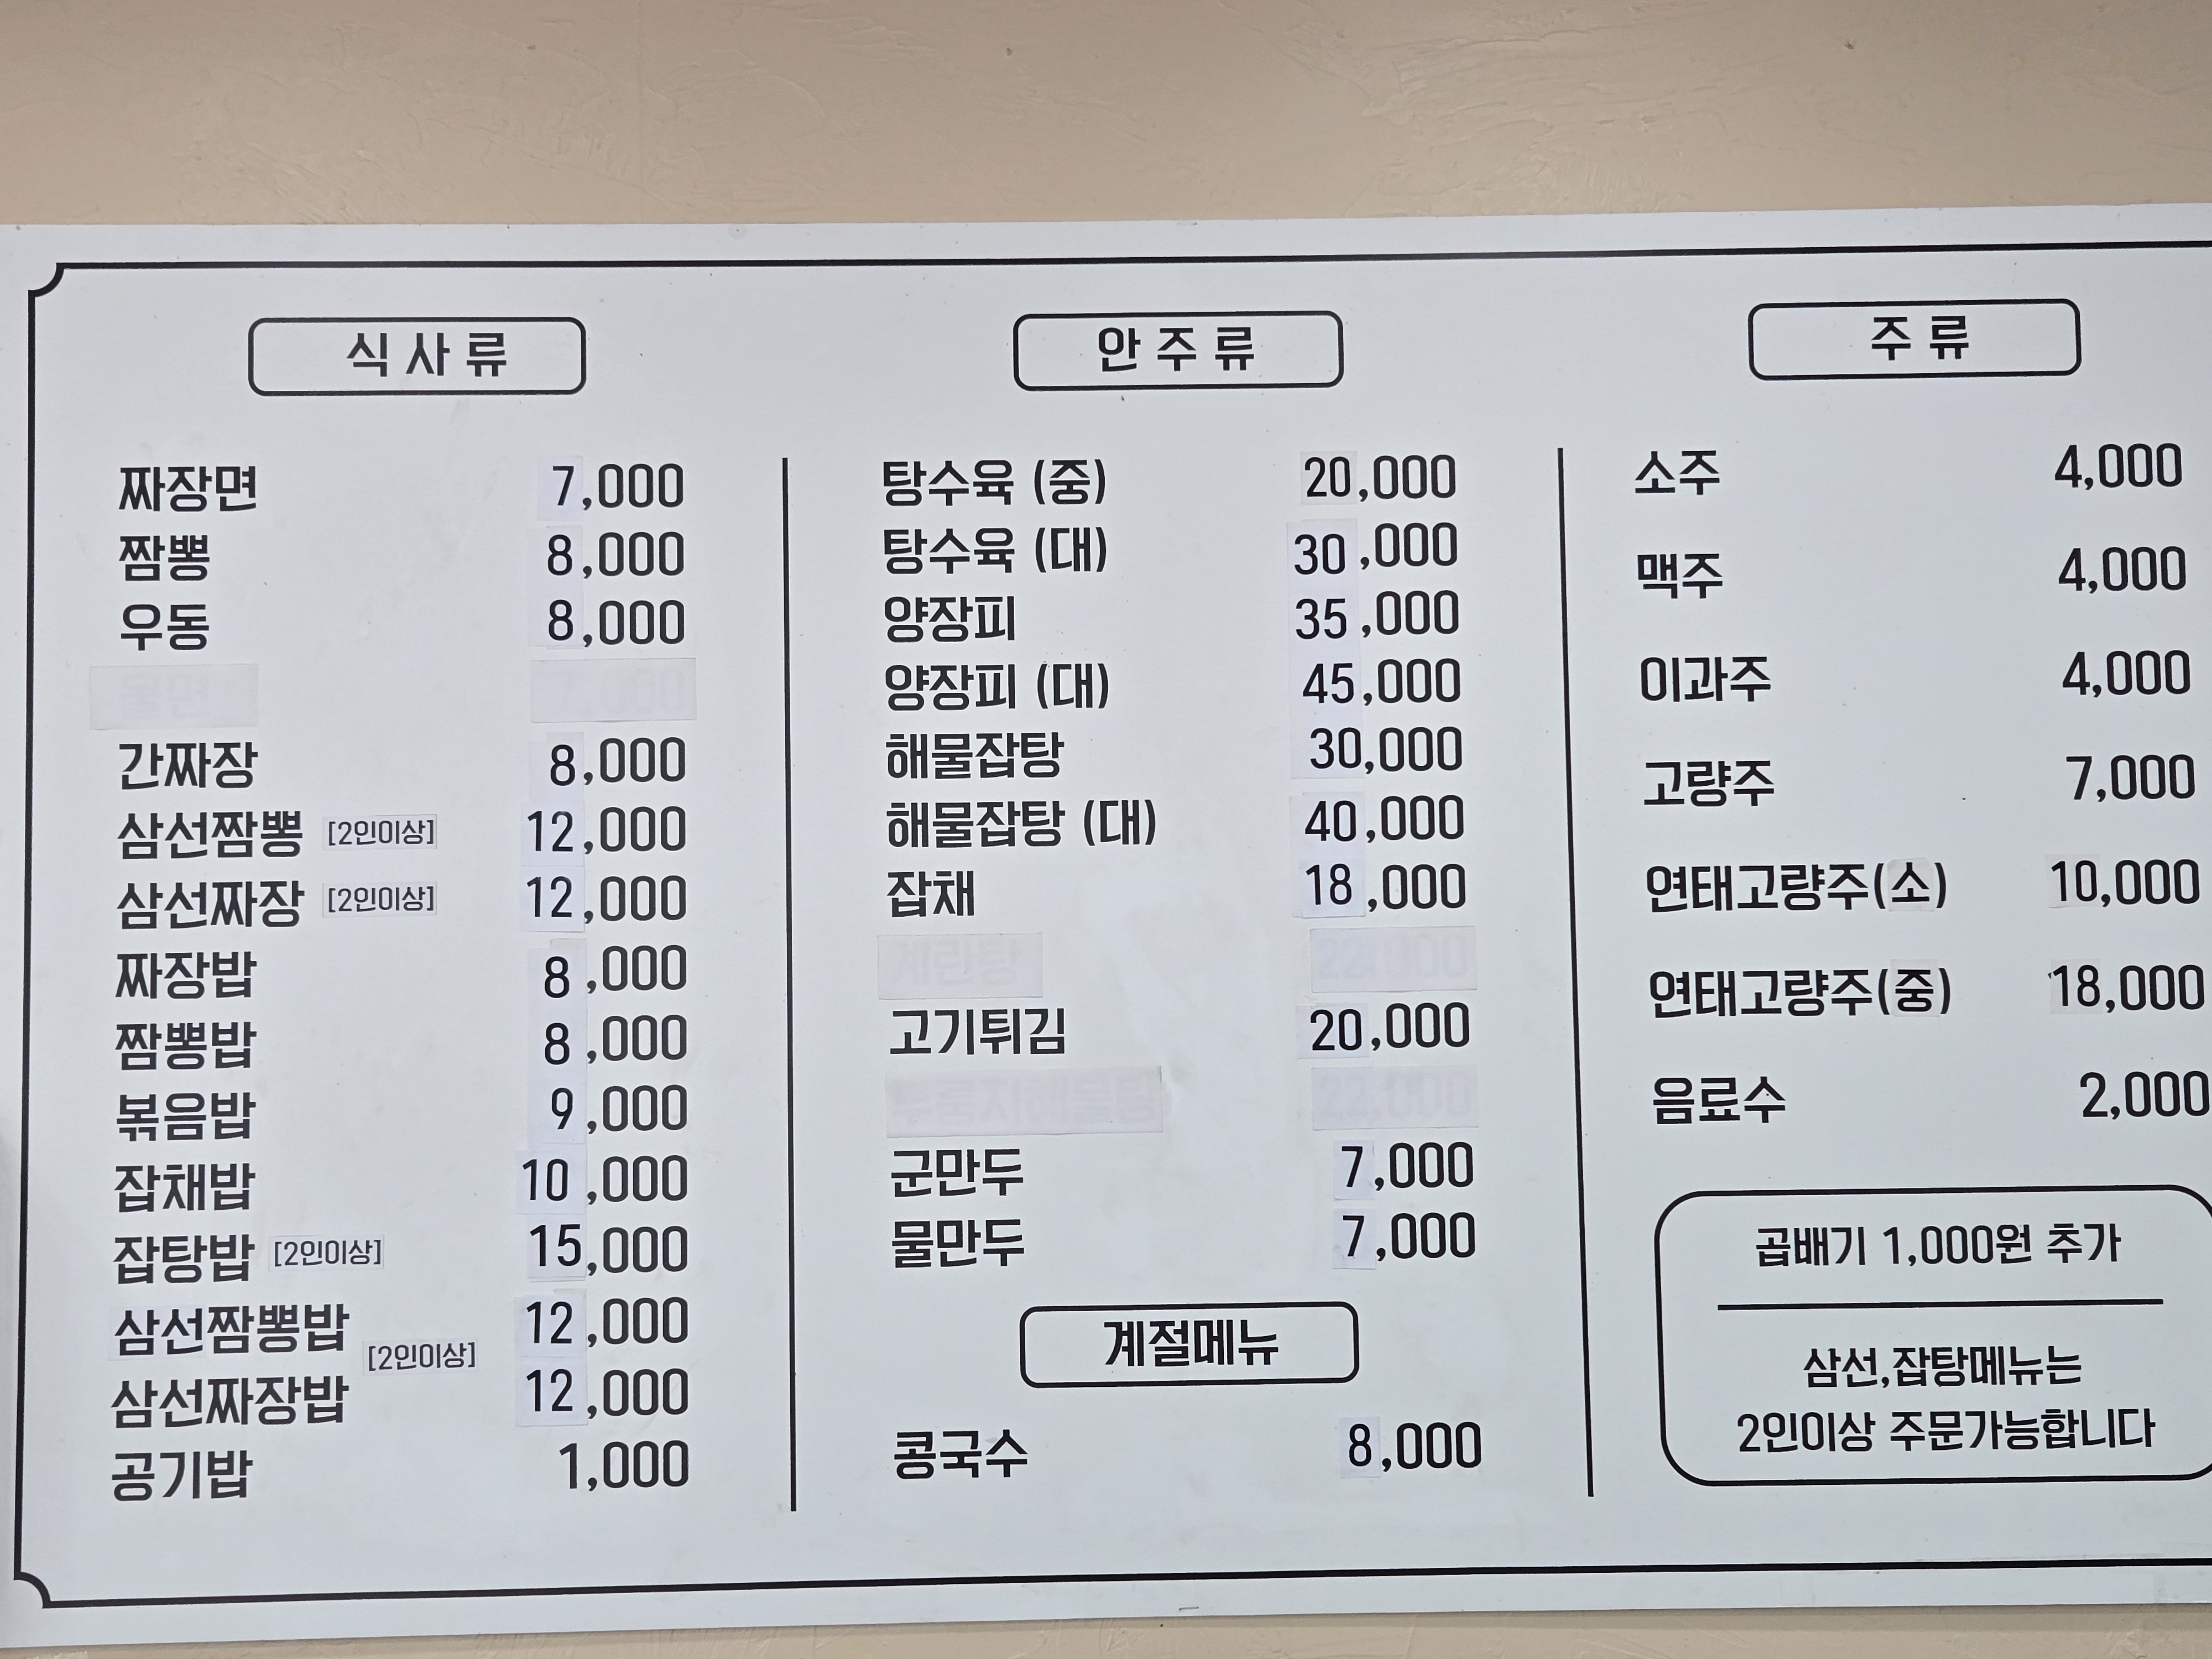 식사류
짜장면 7,000
짬뽕 8,000
우동 8,000
간짜장 8,000
삼선짬뽕 [2인이상] 12,000
삼선짜장 [2인이상] 12,000
짜장밥 8,000
짬뽕밥 8,000
볶음밥 9,000
잡채밥 10,000
잡탕밥 [2인이상] 15,000
삼선짬뽕밥 12,000
[2인이상]
삼선짜장밥 12,000
공기밥 1,000
안주류
탕수육 (중) 20,000
탕수육 (대) 30,000
양장피 35,000
양장피 (대) 45,000
해물잡탕 30,000
해물잡탕 (대) 40,000
잡채 18,000
고기튀김 20,000
군만두 7,000
물만두 7,000
계절메뉴
콩국수 8,000
주류
소주 4,000
맥주 4,000
이과주 4,000
고량주 7,000
연태고량주(소) 10,000
연태고량주(중) 18,000
음료수 2,000
곱배기 1,000원 추가
삼선,잡탕메뉴는
2인이상 주문가능합니다